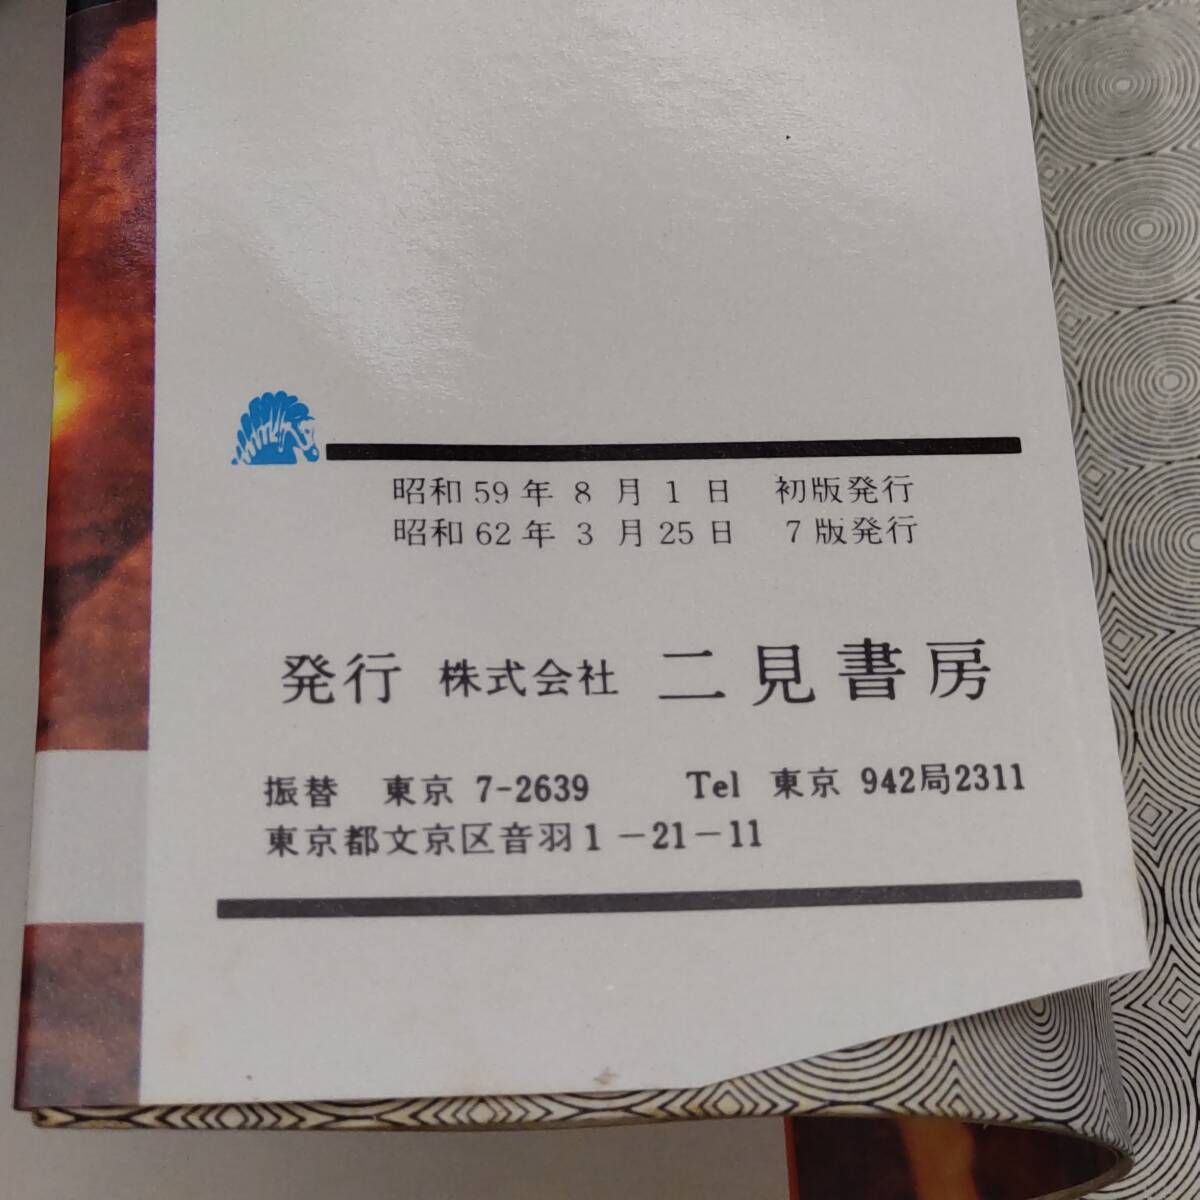 昭和59年8月1日 初版発行
昭和62年3月25日 7版発行
発行 株式会社 二見書房
振替 東京 7-2639 Tel 東京 942局2311
東京都文京区音羽1-21-11